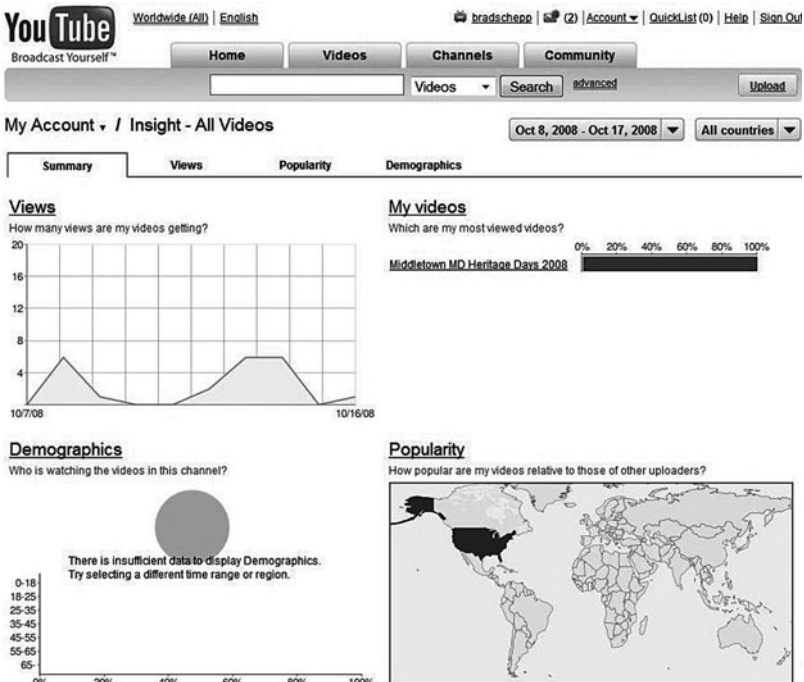 You Tube
Broadcast Yourself™
Worldwide (All) | English
bradschepp | (2) | Account | QuickList (0) | Help | Sign Out
Home Videos Channels Community
Videos Search advanced Upload
My Account / Insight - All Videos
Oct 8, 2008 - Oct 17, 2008 All countries
Summary Views Popularity Demographics
Views
How many views are my videos getting?
20
16
12
8
4
10/7/08 10/16/08
My videos
Which are my most viewed videos?
0% 20% 40% 60% 80% 100%
Middletown MD Heritage Days 2008
Demographics
Who is watching the videos in this channel?
There is insufficient data to display Demographics.
Try selecting a different time range or region.
0-18
18-25
25-35
35-45
45-55
55-65
65-
0% 20% 40% 60% 80% 100%
Popularity
How popular are my videos relative to those of other uploaders?